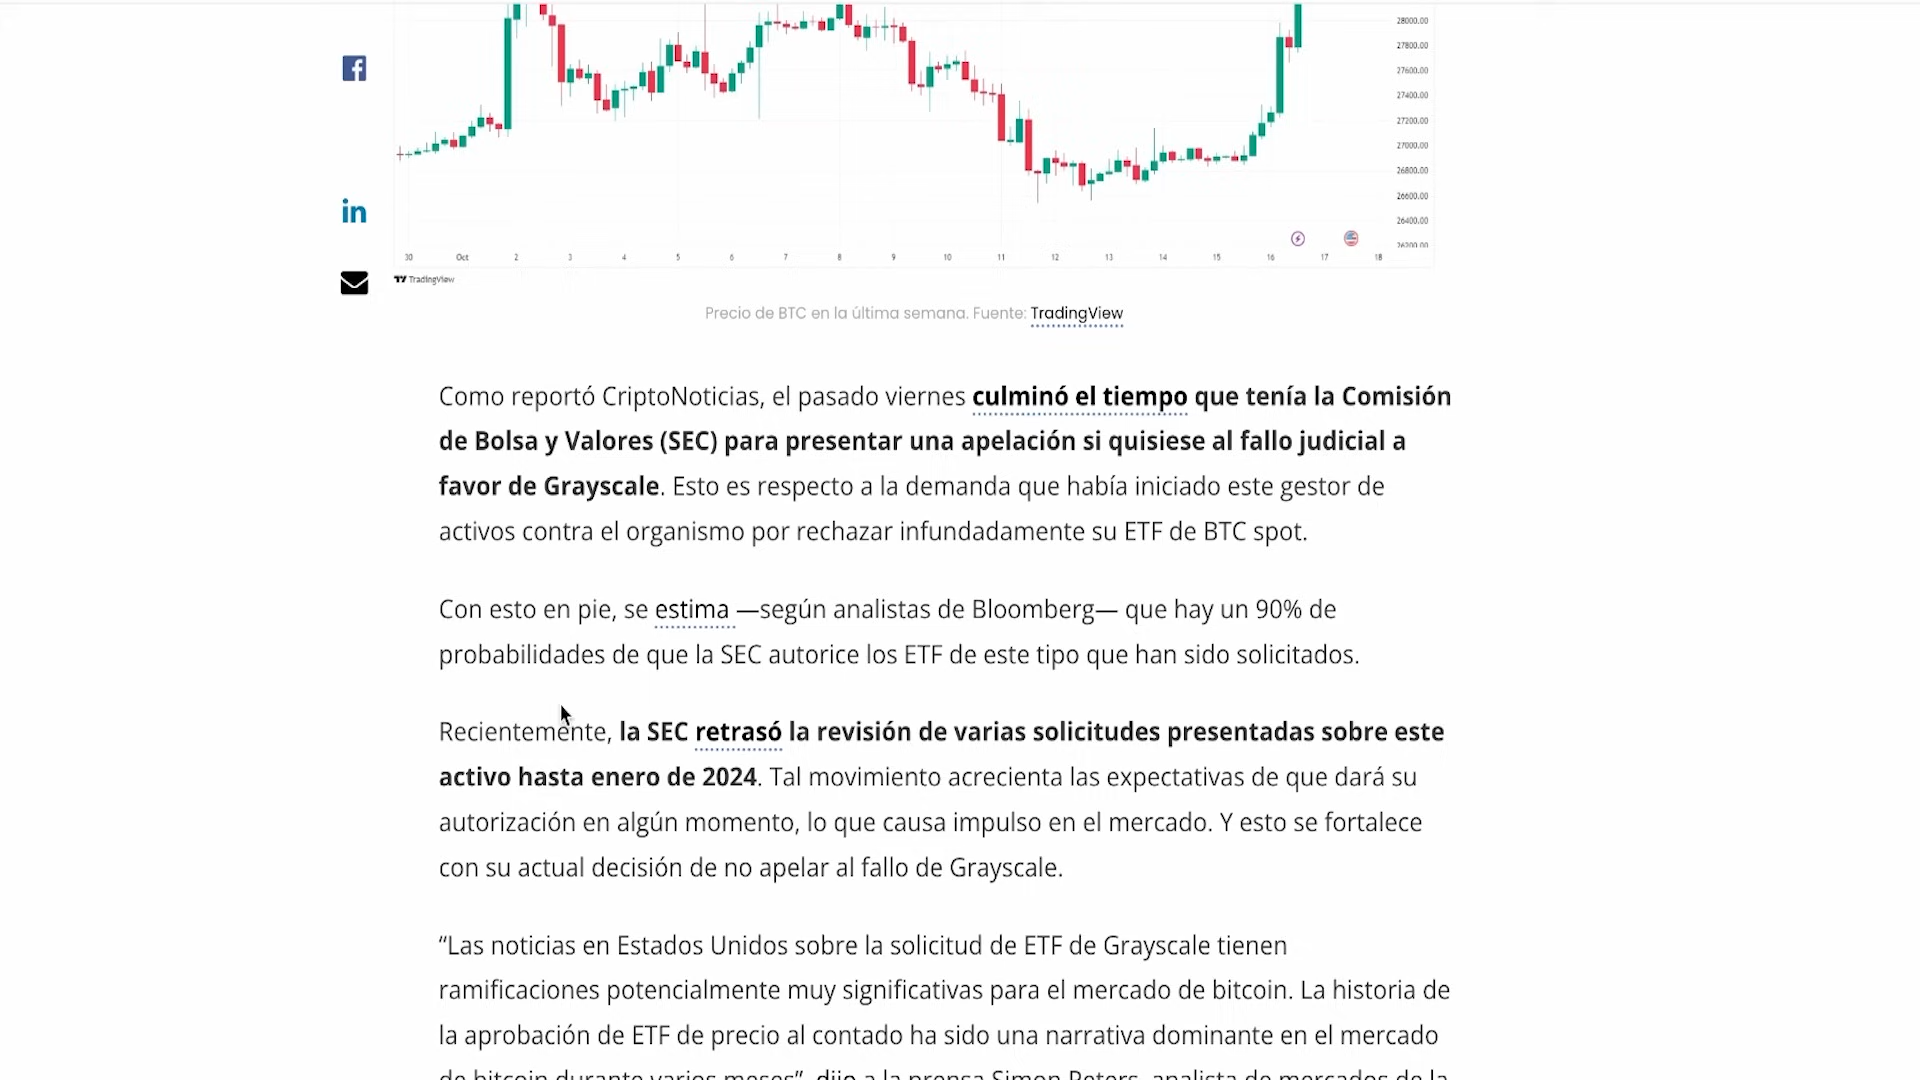 28000.00
27800.00
27600.00
27400.00
27200.00
27000.00
26800.00
26600.00
26400.00
26200.00
30 Oct 2 3 4 5 6 7 8 9 10 11 12 13 14 15 16 17 18
TradingView
Precio de BTC en la última semana. Fuente: TradingView
Como reportó CriptoNoticias, el pasado viernes culminó el tiempo que tenía la Comisión
de Bolsa y Valores (SEC) para presentar una apelación si quisiese al fallo judicial a
favor de Grayscale. Esto es respecto a la demanda que había iniciado este gestor de
activos contra el organismo por rechazar infundadamente su ETF de BTC spot.
Con esto en pie, se estima —según analistas de Bloomberg— que hay un 90% de
probabilidades de que la SEC autorice los ETF de este tipo que han sido solicitados.
Recientemente, la SEC retrasó la revisión de varias solicitudes presentadas sobre este
activo hasta enero de 2024. Tal movimiento acrecienta las expectativas de que dará su
autorización en algún momento, lo que causa impulso en el mercado. Y esto se fortalece
con su actual decisión de no apelar al fallo de Grayscale.
“Las noticias en Estados Unidos sobre la solicitud de ETF de Grayscale tienen
ramificaciones potencialmente muy significativas para el mercado de bitcoin. La historia de
la aprobación de ETF de precio al contado ha sido una narrativa dominante en el mercado
de bitcoin durante varios meses”, dijo a la prensa Simon Peters, analista de mercados de la